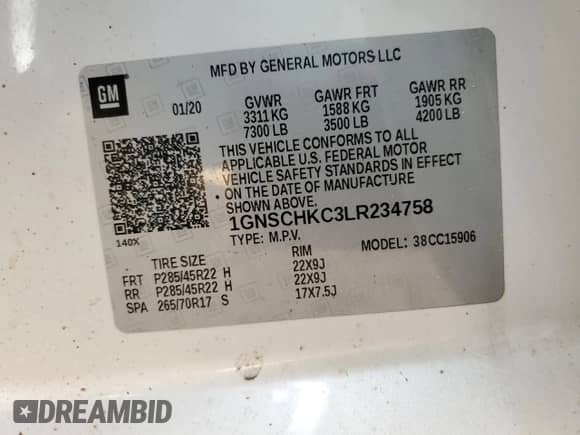 MFD BY GENERAL MOTORS LLC
GM
01/20 GVWR GAWR FRT GAWR RR
3311 KG 1588 KG 1905 KG
7300 LB 3500 LB 4200 LB
THIS VEHICLE CONFORMS TO ALL
APPLICABLE U.S. FEDERAL MOTOR
VEHICLE SAFETY STANDARDS IN EFFECT
ON THE DATE OF MANUFACTURE
SHOWN ABOVE.
1GNSCHKC3LR234758
140X
TYPE: M.P.V. MODEL: 38CC15906
TIRE SIZE RIM
FRT P285/45R22 H 22X9J
RR P285/45R22 H 22X9J
SPA 265/70R17 S 17X7.5J
DREAMBID